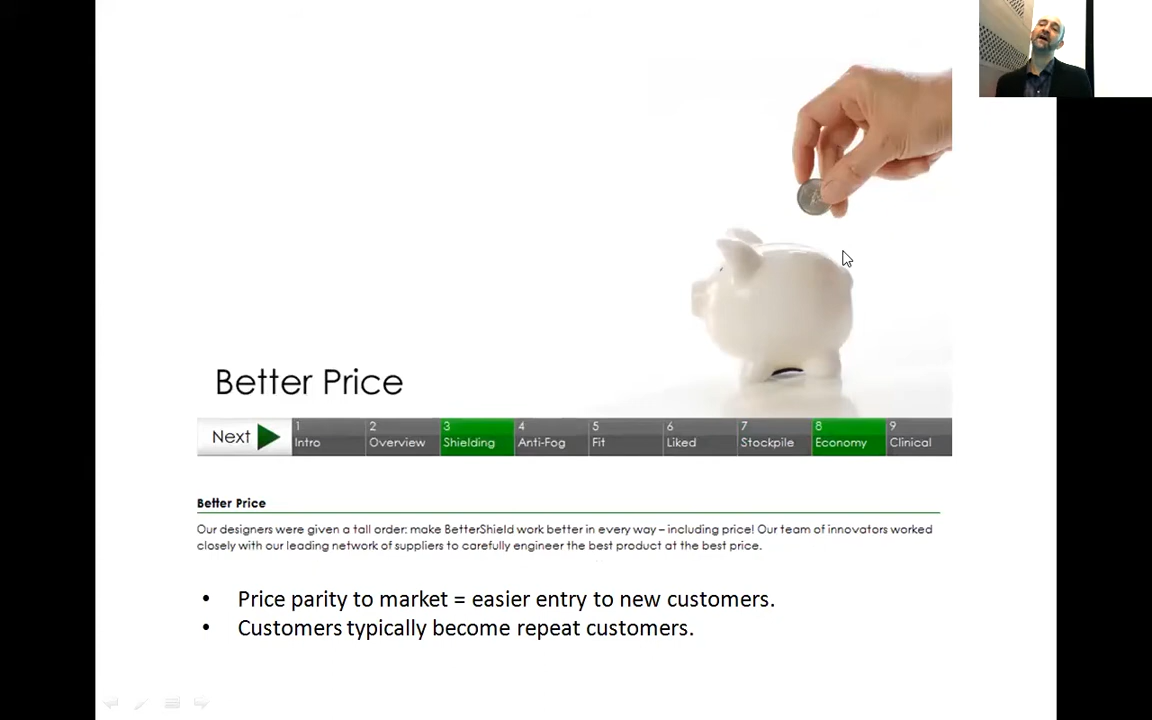 Better Price
Next
1 Intro
2 Overview
3 Shielding
4 Anti-Fog
5 Fit
6 Liked
7 Stockpile
8 Economy
9 Clinical
Better Price
Our designers were given a tall order: make BetterShield work better in every way – including price! Our team of innovators worked
closely with our leading network of suppliers to carefully engineer the best product at the best price.
• Price parity to market = easier entry to new customers.
• Customers typically become repeat customers.